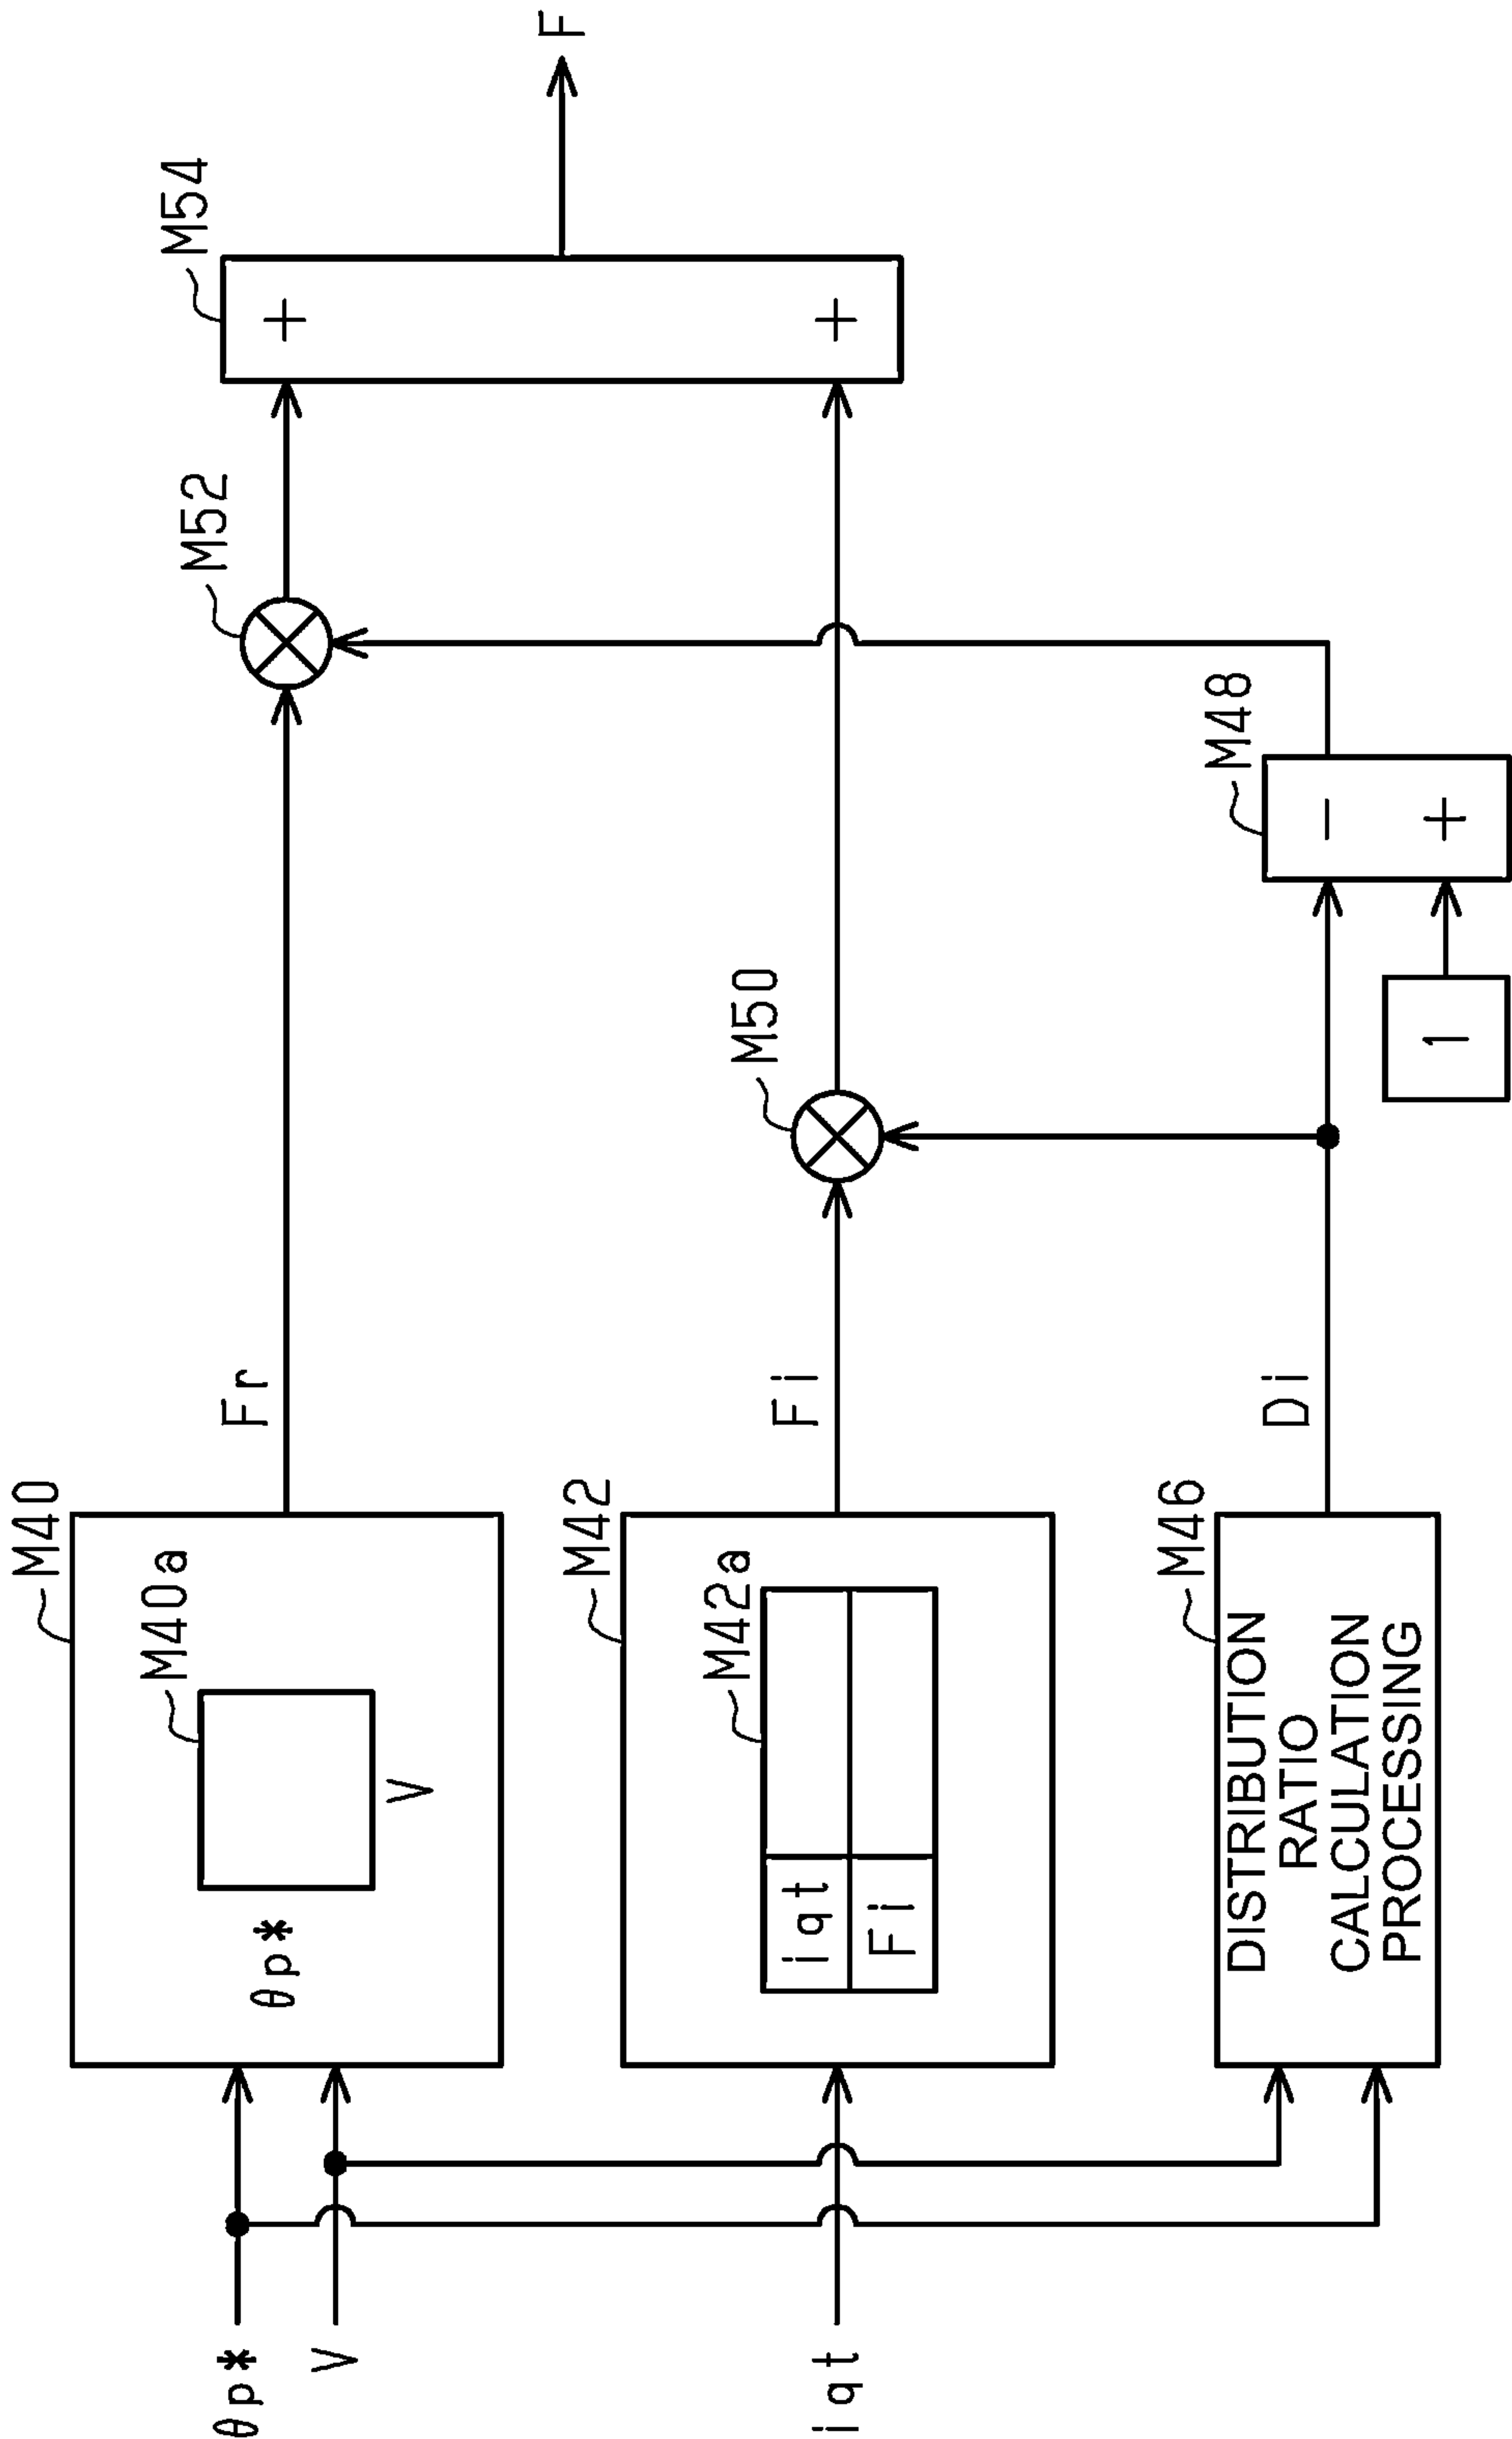 M40
M40a
θp*
V
Fr
M52
M54
F
θp*
V
M42
M42a
iqt
Fi
Fi
M50
iqt
M46
DISTRIBUTION
RATIO
CALCULATION
PROCESSING
Di
M48
−
+
1
+
+